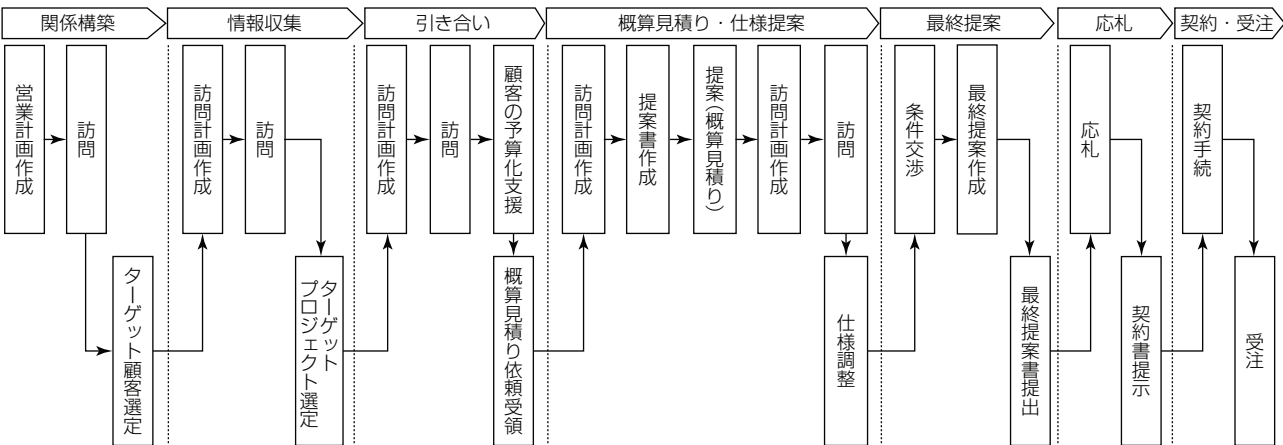 関係構築
情報収集
引き合い
概算見積り・仕様提案
最終提案
応札
契約・受注
営業計画作成
訪問
ターゲット顧客選定
訪問計画作成
訪問
ターゲット
プロジェクト選定
訪問計画作成
訪問
顧客の予算化支援
概算見積り依頼受領
訪問計画作成
提案書作成
提案(概算見積り)
訪問計画作成
訪問
仕様調整
条件交渉
最終提案作成
最終提案書提出
応札
契約書提示
契約手続
受注